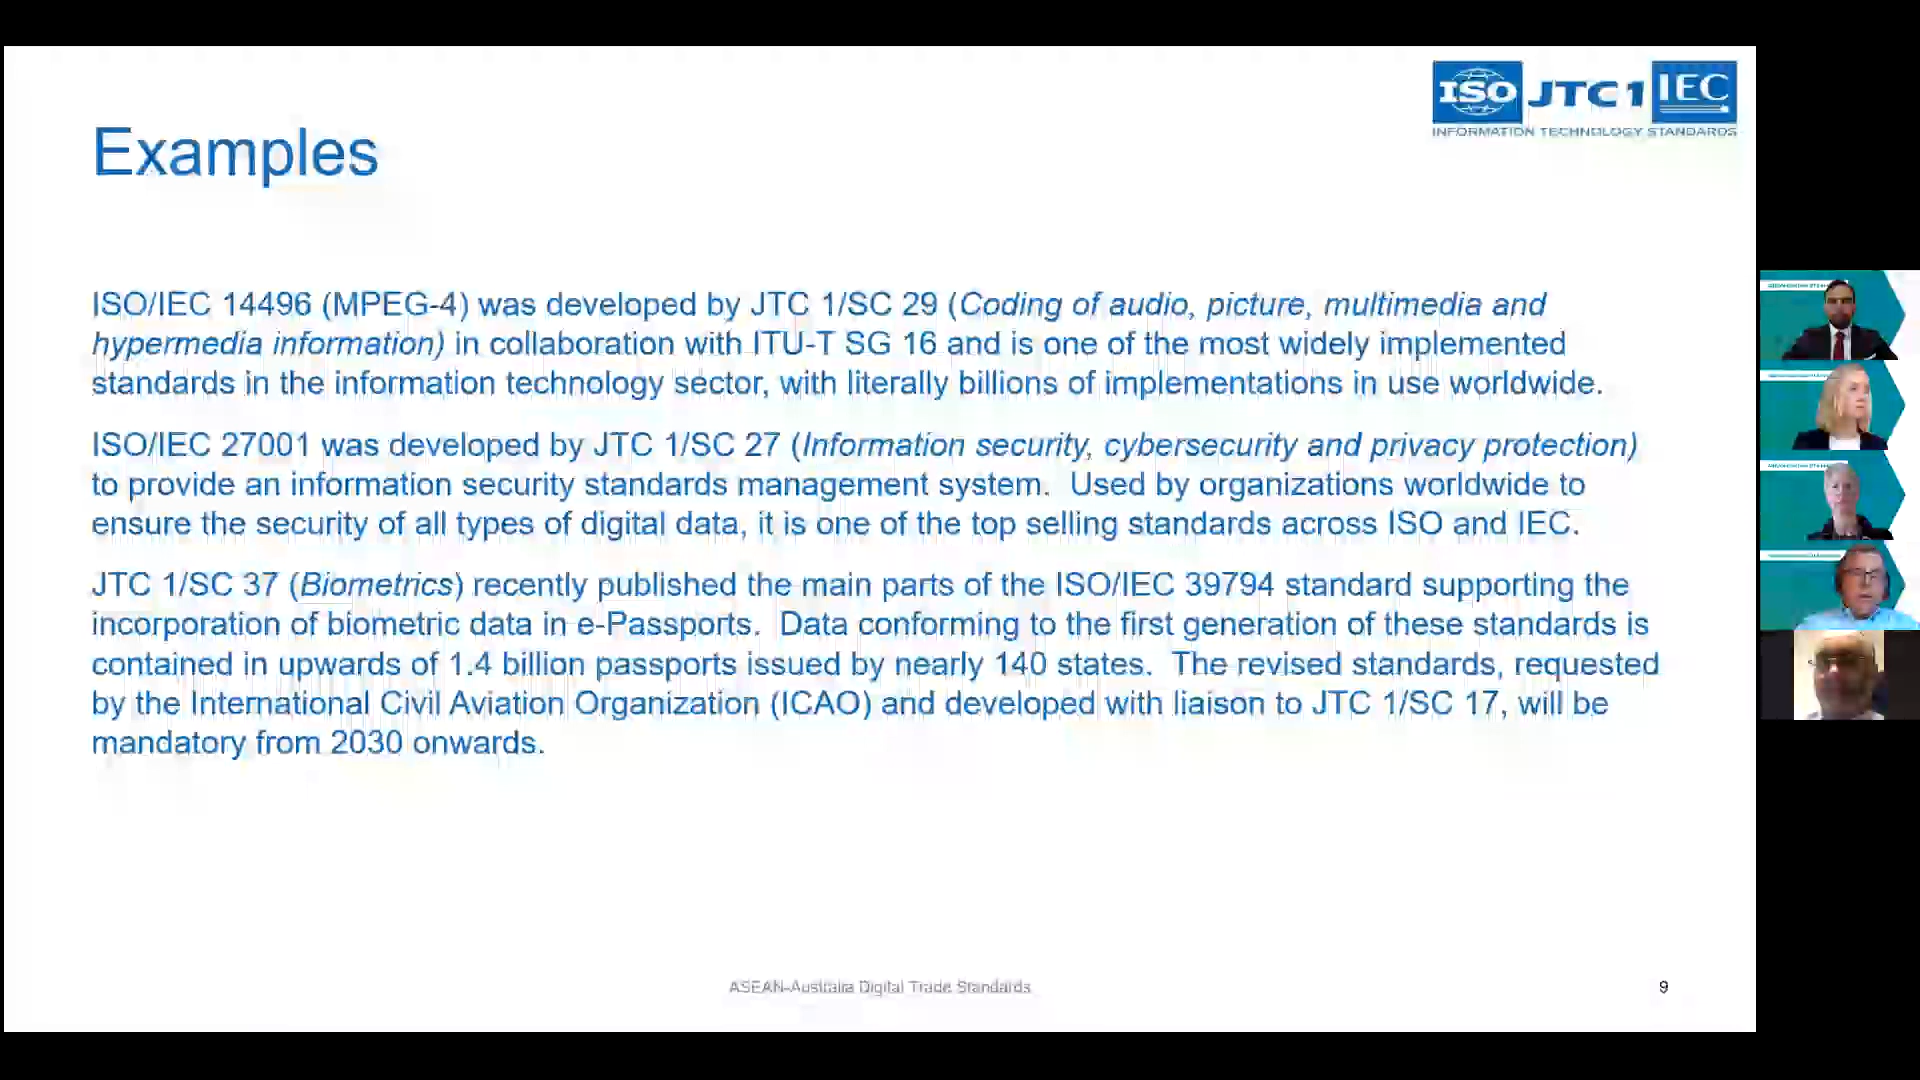 ISO JTC 1 IEC
INFORMATION TECHNOLOGY STANDARDS
Examples
ISO/IEC 14496 (MPEG-4) was developed by JTC 1/SC 29 (Coding of audio, picture, multimedia and
hypermedia information) in collaboration with ITU-T SG 16 and is one of the most widely implemented
standards in the information technology sector, with literally billions of implementations in use worldwide.
ISO/IEC 27001 was developed by JTC 1/SC 27 (Information security, cybersecurity and privacy protection)
to provide an information security standards management system.  Used by organizations worldwide to
ensure the security of all types of digital data, it is one of the top selling standards across ISO and IEC.
JTC 1/SC 37 (Biometrics) recently published the main parts of the ISO/IEC 39794 standard supporting the
incorporation of biometric data in e-Passports.  Data conforming to the first generation of these standards is
contained in upwards of 1.4 billion passports issued by nearly 140 states.  The revised standards, requested
by the International Civil Aviation Organization (ICAO) and developed with liaison to JTC 1/SC 17, will be
mandatory from 2030 onwards.
ASEAN-Australia Digital Trade Standards
9